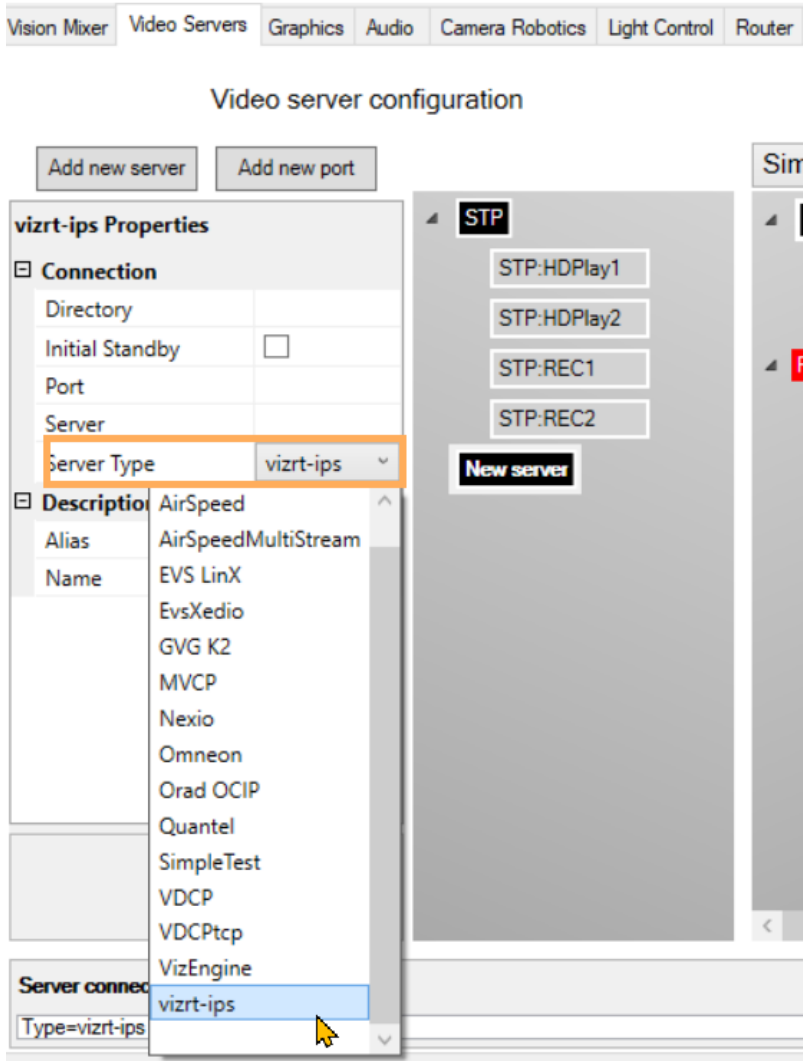 Vision Mixer Video Servers Graphics Audio Camera Robotics Light Control Router
Video server configuration
Add new server Add new port
Sim
vizrt-ips Properties
Connection
Directory
Initial Standby
Port
Server
Server Type vizrt-ips
Description
Alias
Name
AirSpeed
AirSpeedMultiStream
EVS LinX
EvsXedio
GVG K2
MVCP
Nexio
Omneon
Orad OCIP
Quantel
SimpleTest
VDCP
VDCPtcp
VizEngine
vizrt-ips
STP
STP:HDPlay1
STP:HDPlay2
STP:REC1
STP:REC2
New server
Server connec
Type=vizrt-ips